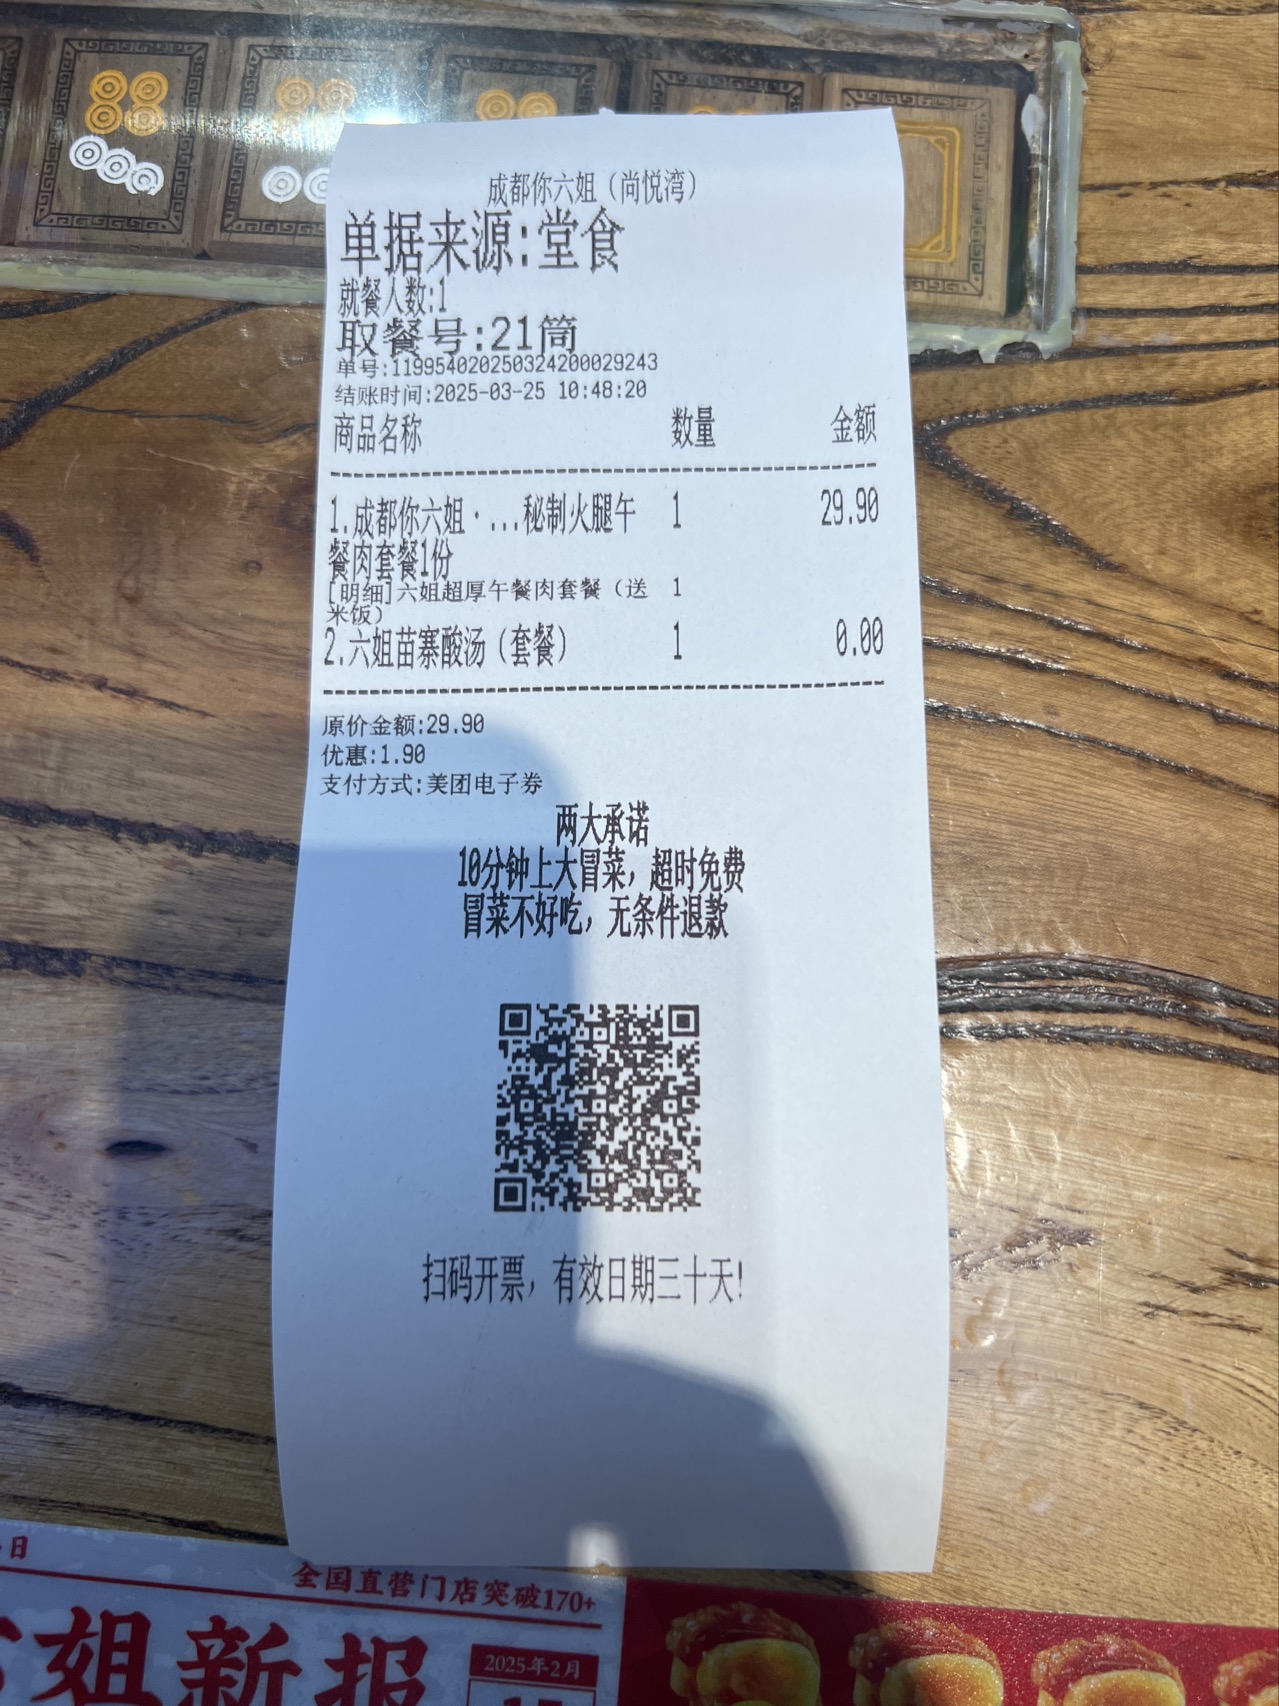 成都你六姐（尚悦湾）
单据来源:堂食
就餐人数:1
取餐号:21筒
单号:119954020250324200029243
结账时间:2025-03-25 10:48:20
商品名称 数量 金额
1.成都你六姐·...秘制火腿午 1 29.90
餐肉套餐1份
[明细]六姐超厚午餐肉套餐（送 1
米饭）
2.六姐苗寨酸汤（套餐） 1 0.00
原价金额:29.90
优惠:1.90
支付方式:美团电子券
两大承诺
10分钟上大冒菜，超时免费
冒菜不好吃，无条件退款
扫码开票，有效日期三十天!
日
全国直营门店突破170+
姐新报
2025年2月